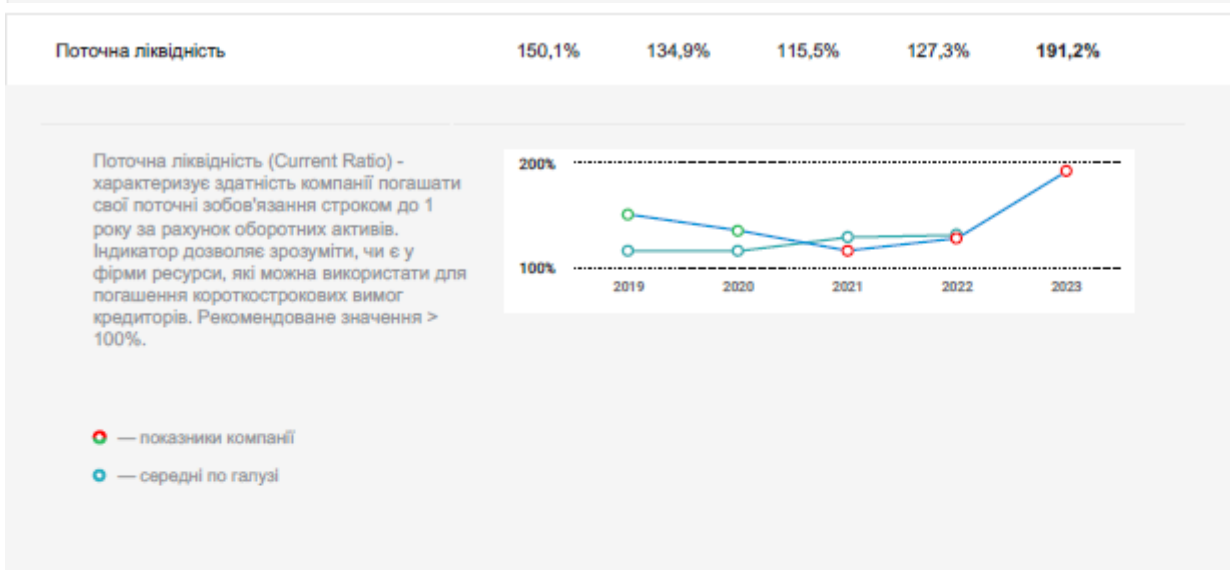 Поточна ліквідність 150,1% 134,9% 115,5% 127,3% 191,2%
Поточна ліквідність (Current Ratio) -
характеризує здатність компанії погашати
свої поточні зобов'язання строком до 1
року за рахунок оборотних активів.
Індикатор дозволяє зрозуміти, чи є у
фірми ресурси, які можна використати для
погашення короткострокових вимог
кредиторів. Рекомендоване значення >
100%.
200%
100%
2019 2020 2021 2022 2023
— показники компанії
— середні по галузі